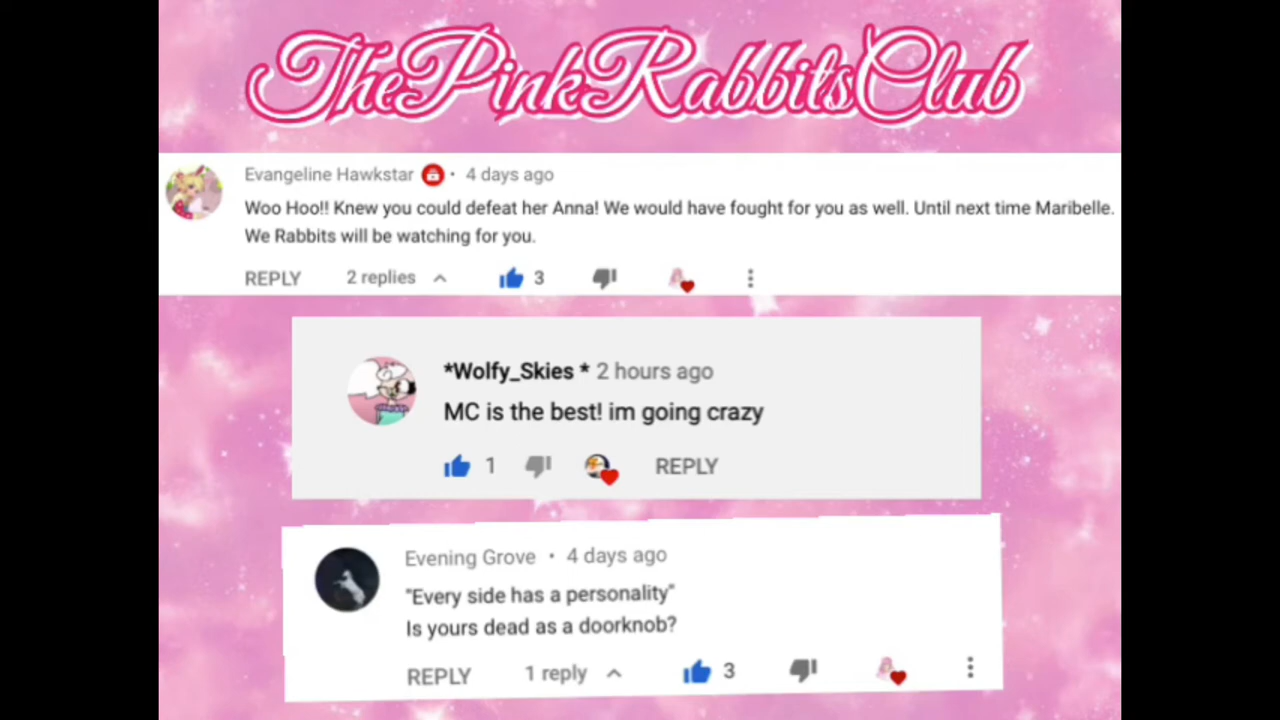 ThePinkRabbitsClub
Evangeline Hawkstar · 4 days ago
Woo Hoo!! Knew you could defeat her Anna! We would have fought for you as well. Until next time Maribelle.
We Rabbits will be watching for you.
REPLY 2 replies 3
*Wolfy_Skies * 2 hours ago
MC is the best! im going crazy
1 REPLY
Evening Grove · 4 days ago
"Every side has a personality"
Is yours dead as a doorknob?
REPLY 1 reply 3